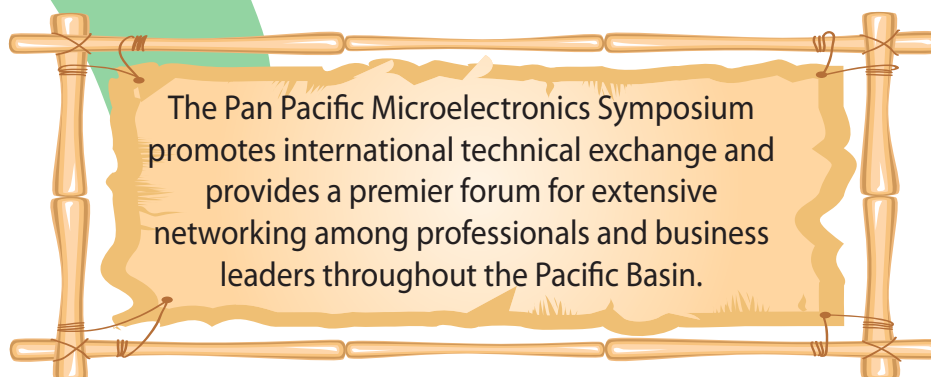 The Pan Pacific Microelectronics Symposium
promotes international technical exchange and
provides a premier forum for extensive
networking among professionals and business
leaders throughout the Pacific Basin.